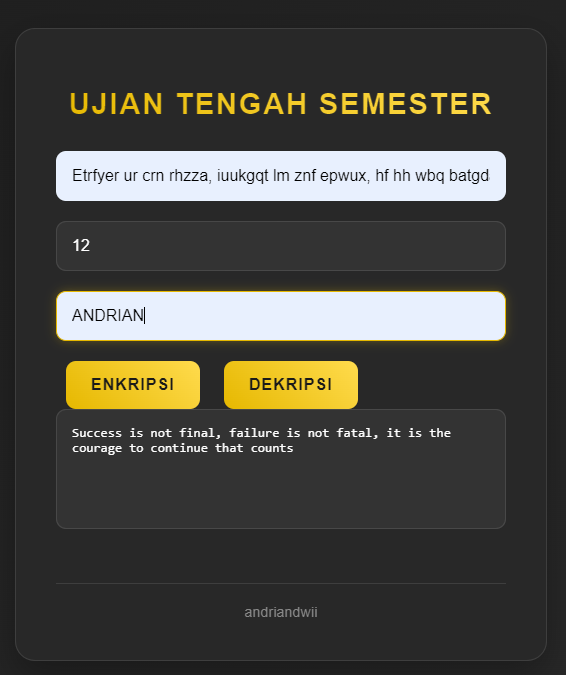 UJIAN TENGAH SEMESTER
Etrfyer ur crn rhzza, iuukgqt lm znf epwux, hf hh wbq batgd
12
ANDRIAN
ENKRIPSI DEKRIPSI
Success is not final, failure is not fatal, it is the
courage to continue that counts
andriandwii